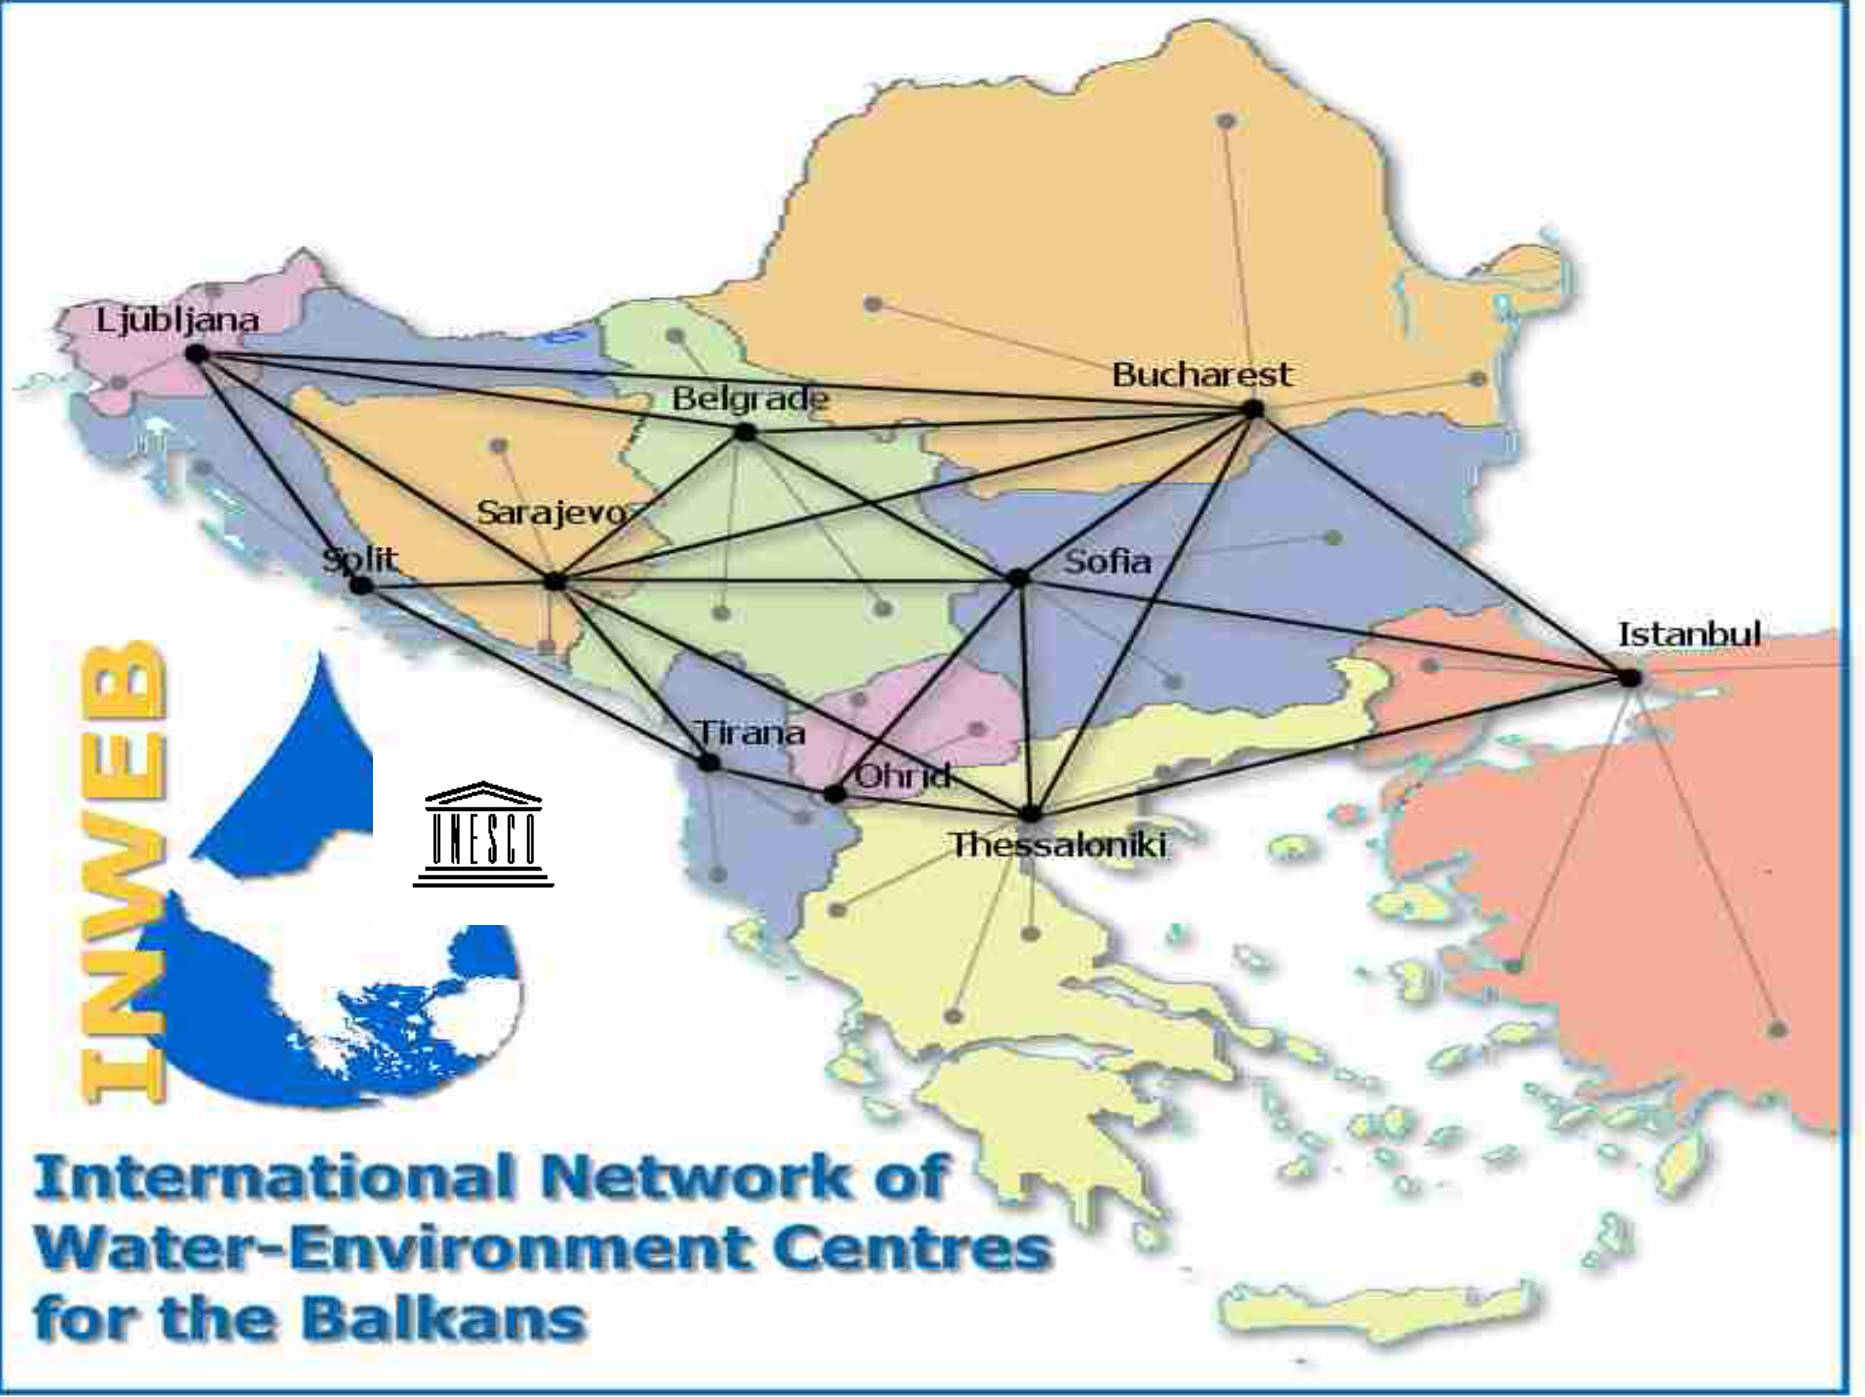 Ljūbljana
Belgrade
Bucharest
Sarajevo
Split
Sofia
Istanbul
Tirana
Ohrid
Thessaloniki
INWEB
UNESCO
International Network of
Water-Environment Centres
for the Balkans